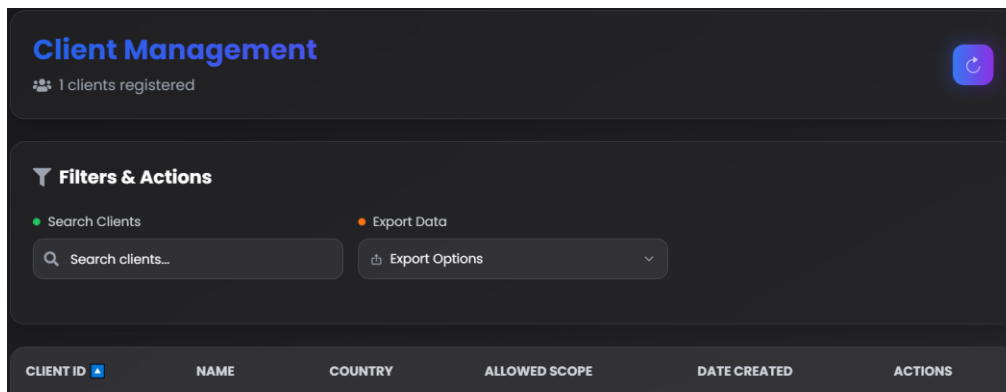 Client Management
1 clients registered
Filters & Actions
Search Clients
Export Data
Search clients...
Export Options
CLIENT ID NAME COUNTRY ALLOWED SCOPE DATE CREATED ACTIONS